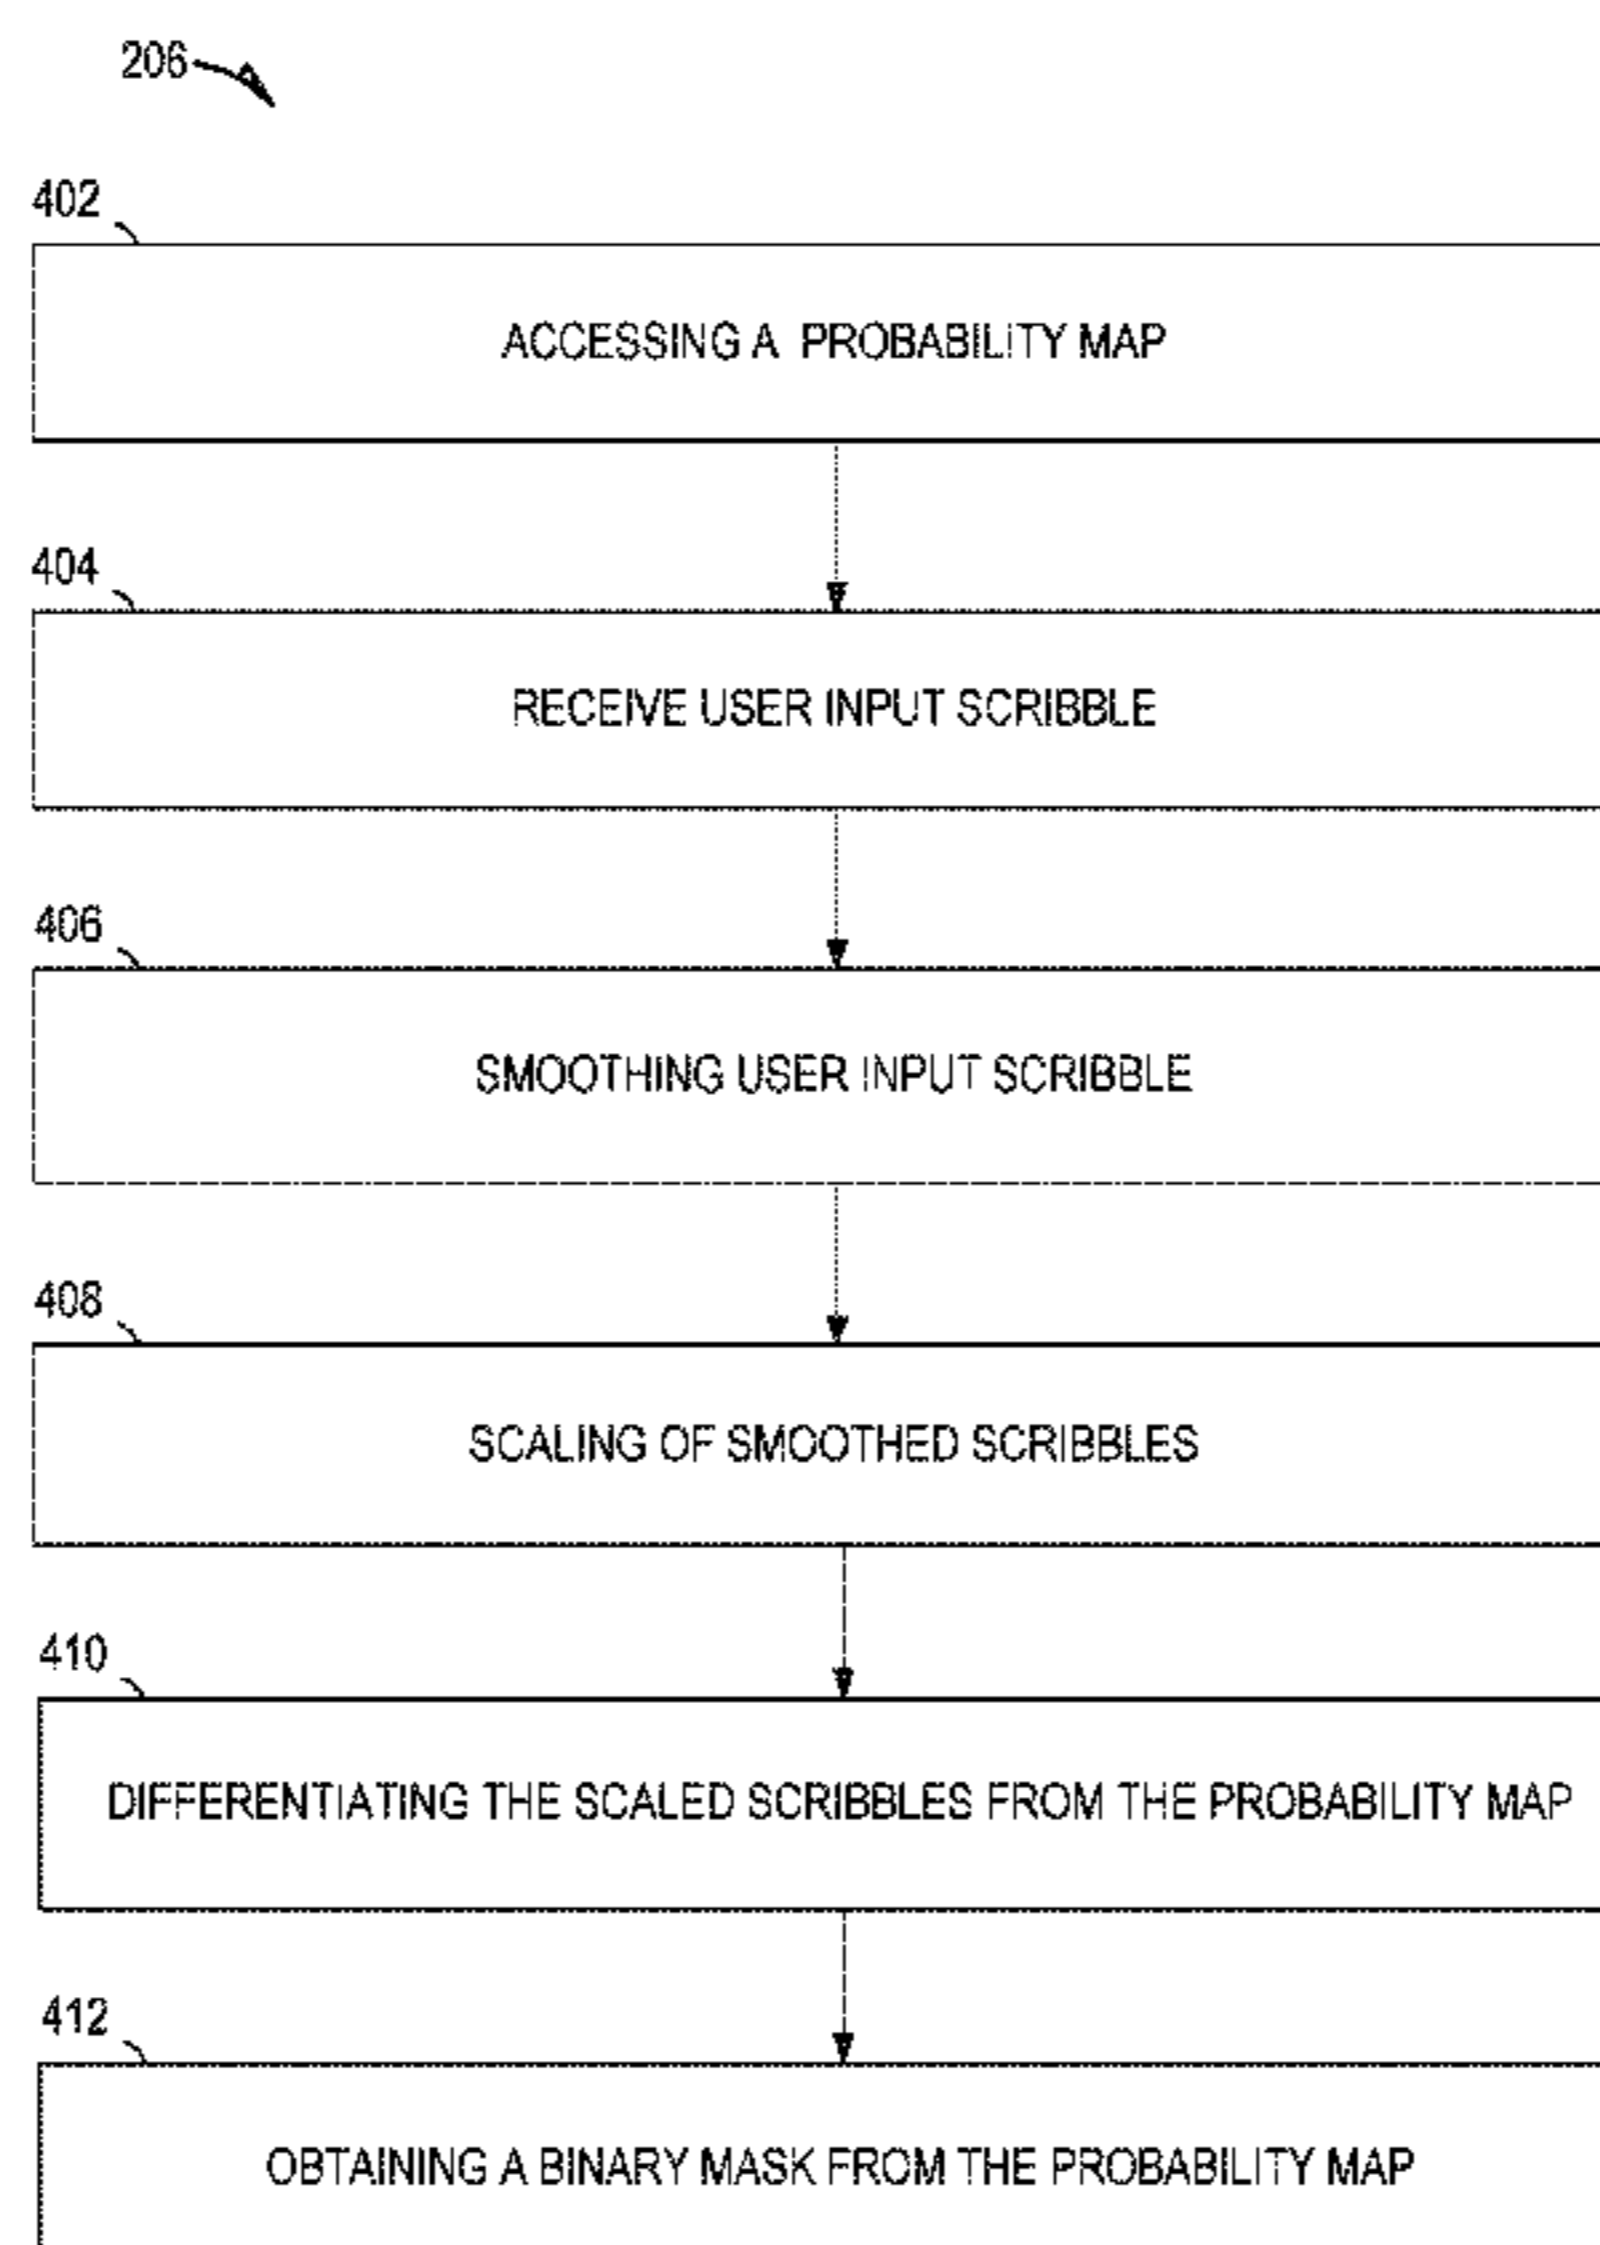 206
402
ACCESSING A PROBABILITY MAP
404
RECEIVE USER INPUT SCRIBBLE
406
SMOOTHING USER INPUT SCRIBBLE
408
SCALING OF SMOOTHED SCRIBBLES
410
DIFFERENTIATING THE SCALED SCRIBBLES FROM THE PROBABILITY MAP
412
OBTAINING A BINARY MASK FROM THE PROBABILITY MAP